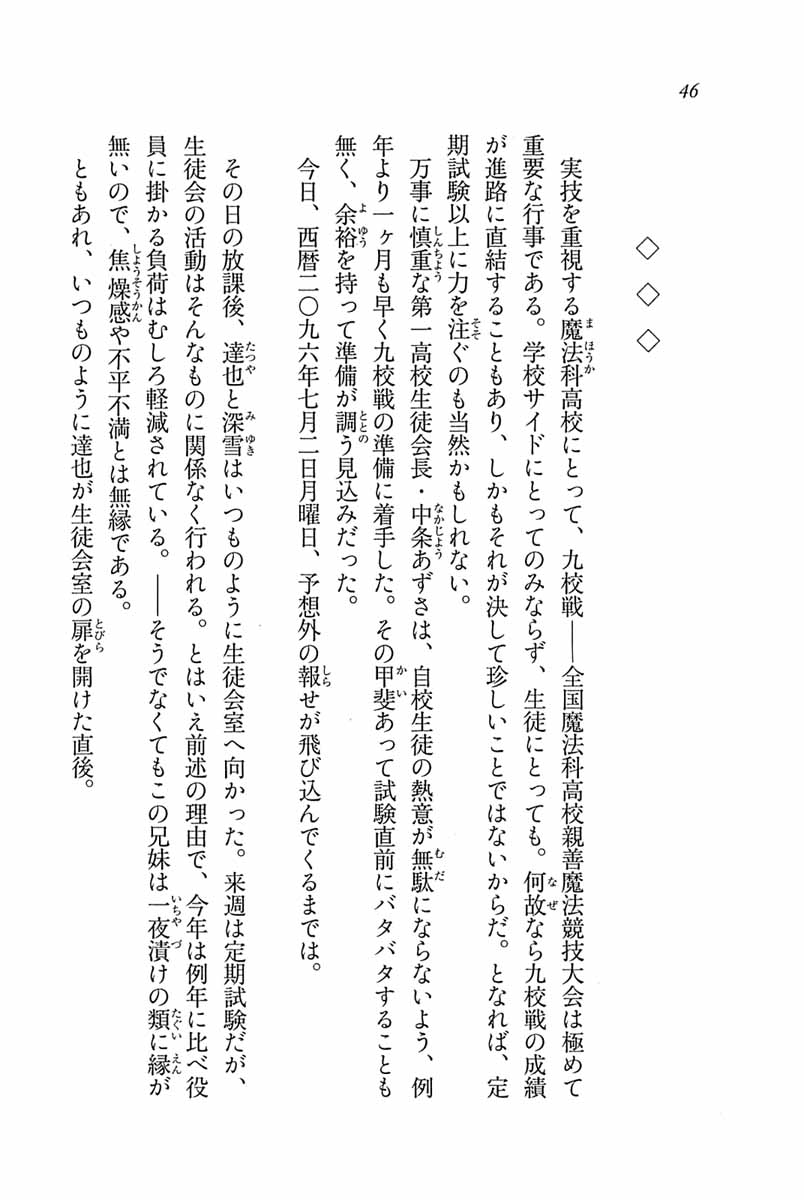 46
◇ ◇ ◇
実技を重視する魔法科高校にとって、九校戦――全国魔法科高校親善魔法競技大会は極めて
重要な行事である。学校サイドにとってのみならず、生徒にとっても。何故なら九校戦の成績
が進路に直結することもあり、しかもそれが決して珍しいことではないからだ。となれば、定
期試験以上に力を注ぐのも当然かもしれない。
万事に慎重な第一高校生徒会長・中条あずさは、自校生徒の熱意が無駄にならないよう、例
年より一ヶ月も早く九校戦の準備に着手した。その甲斐あって試験直前にバタバタすることも
無く、余裕を持って準備が調う見込みだった。
今日、西暦二〇九六年七月二日月曜日、予想外の報せが飛び込んでくるまでは。
その日の放課後、達也と深雪はいつものように生徒会室へ向かった。来週は定期試験だが、
生徒会の活動はそんなものに関係なく行われる。とはいえ前述の理由で、今年は例年に比べ役
員に掛かる負荷はむしろ軽減されている。――そうでなくてもこの兄妹は一夜漬けの類に縁が
無いので、焦燥感や不平不満とは無縁である。
ともあれ、いつものように達也が生徒会室の扉を開けた直後。